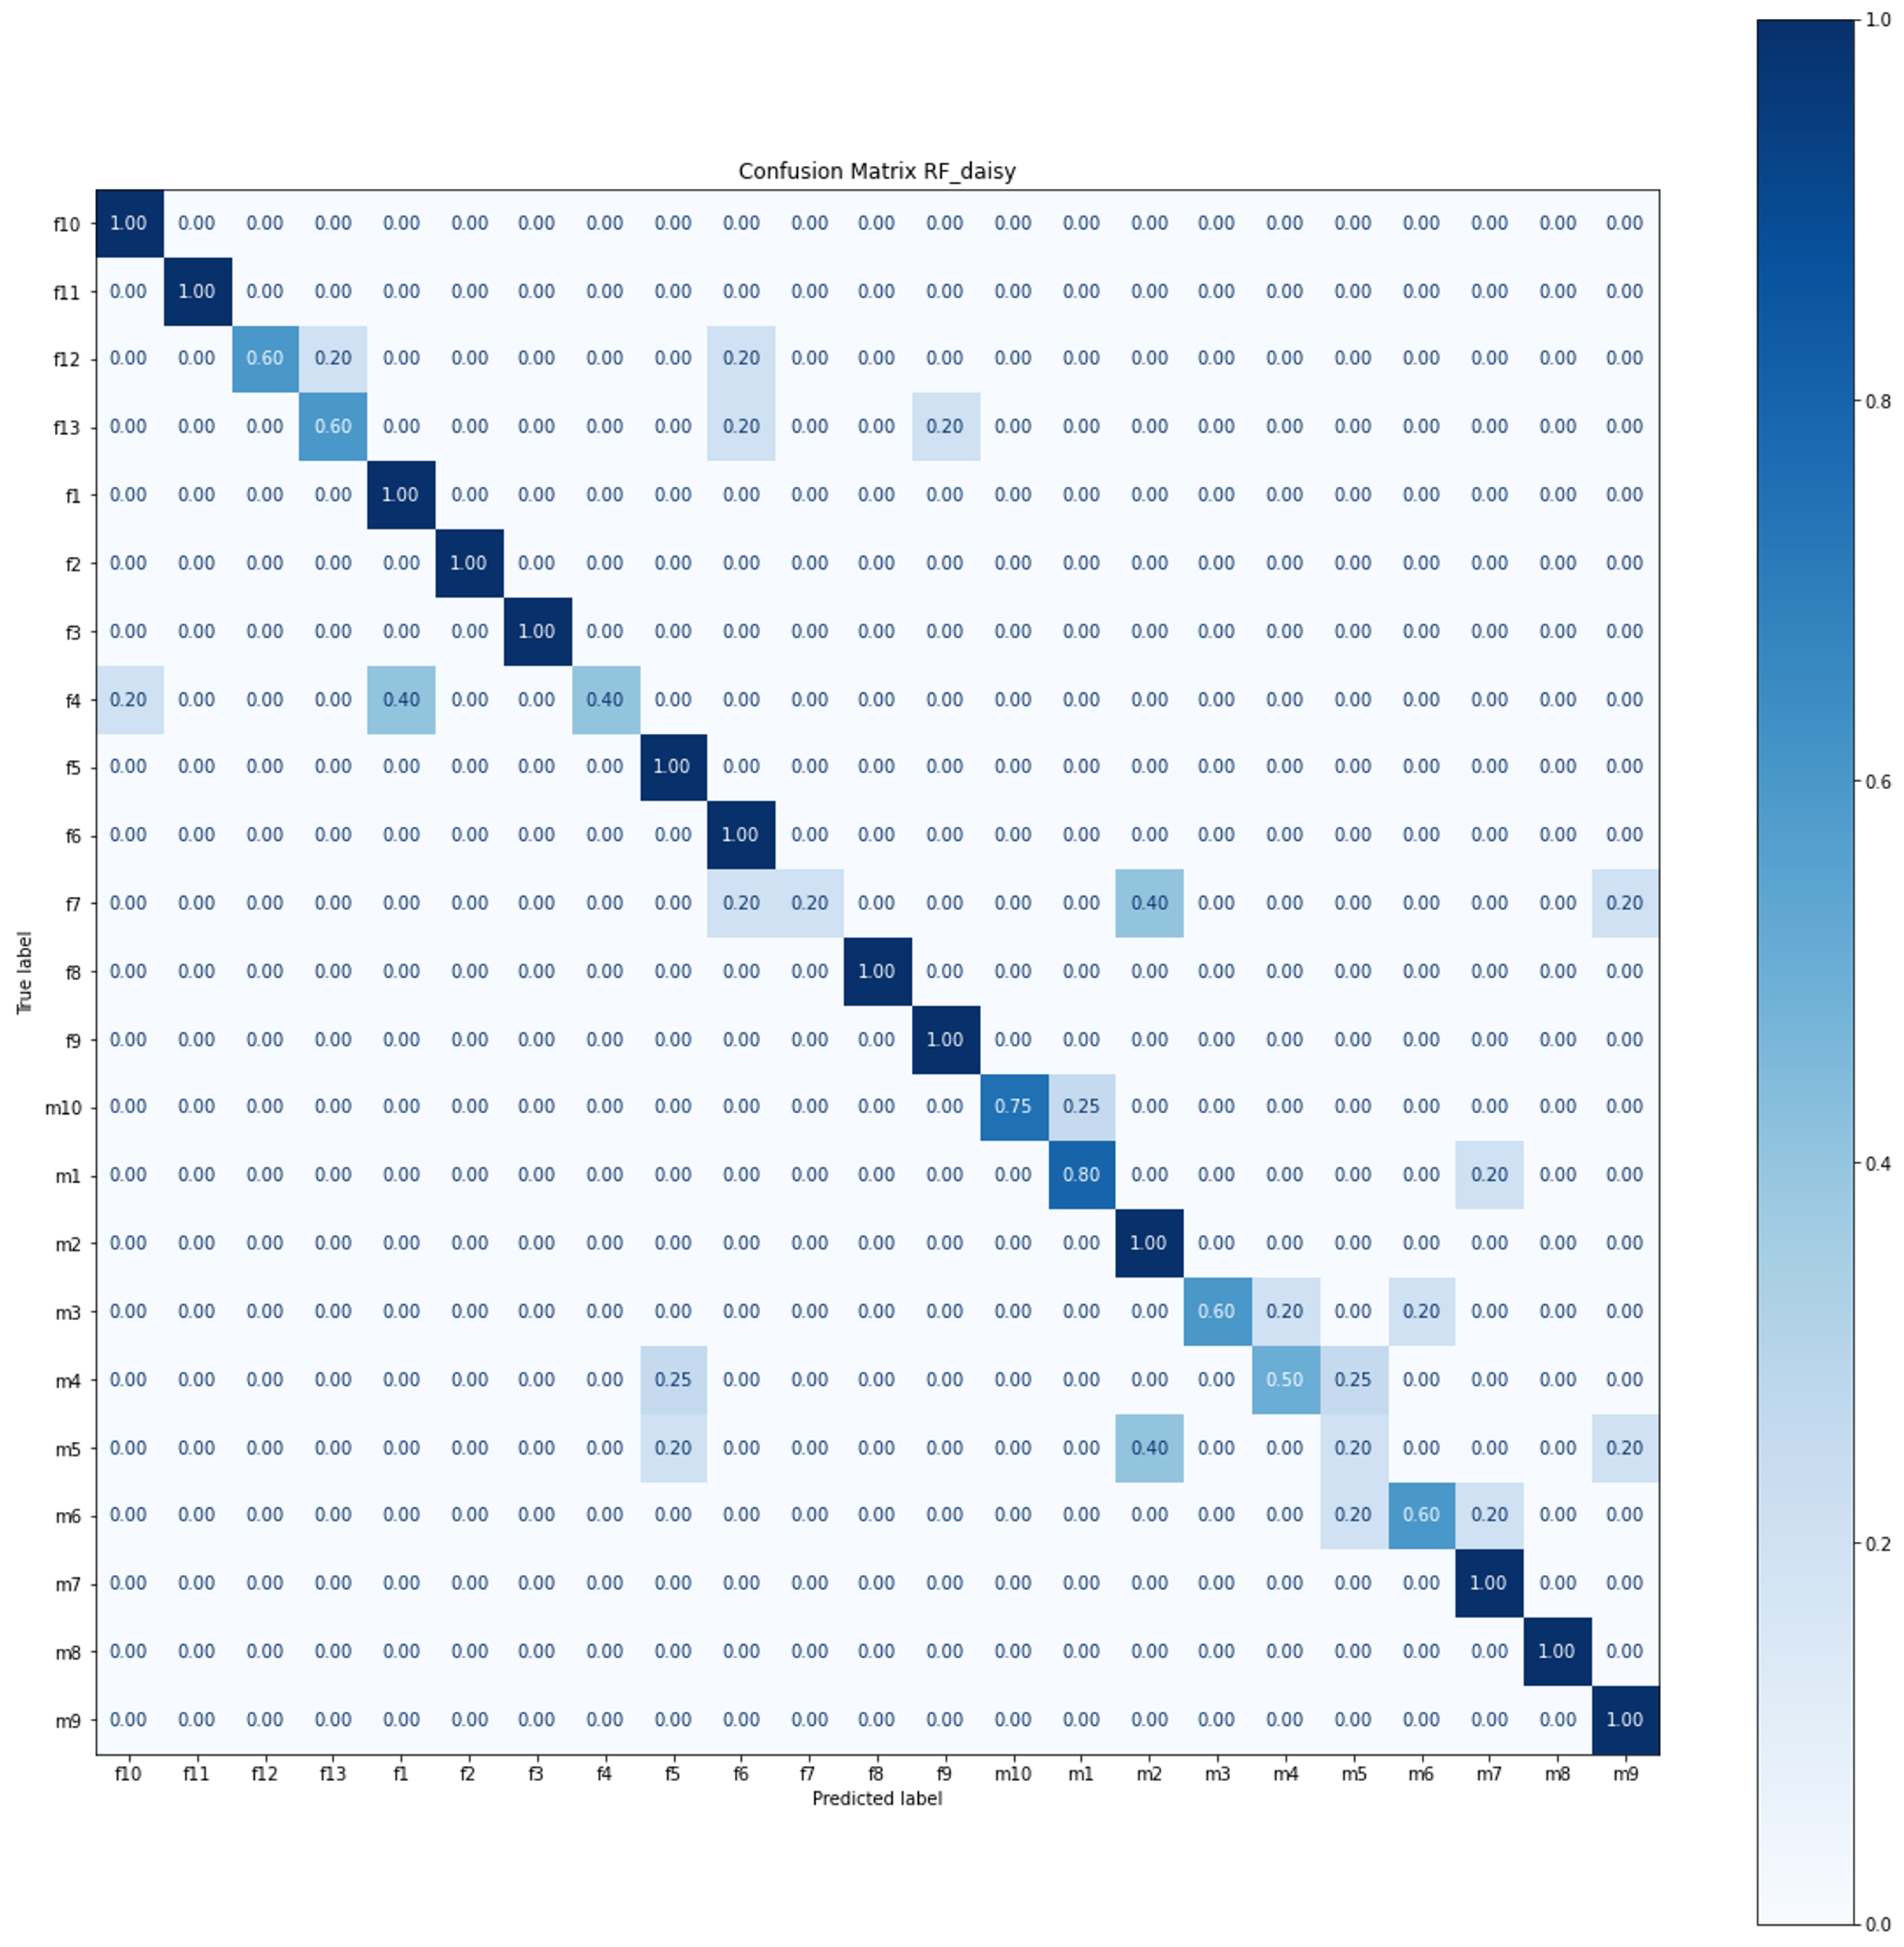 Confusion Matrix RF_daisy
f10 1.00 0.00 0.00 0.00 0.00 0.00 0.00 0.00 0.00 0.00 0.00 0.00 0.00 0.00 0.00 0.00 0.00 0.00 0.00 0.00 0.00 0.00 0.00
f11 0.00 1.00 0.00 0.00 0.00 0.00 0.00 0.00 0.00 0.00 0.00 0.00 0.00 0.00 0.00 0.00 0.00 0.00 0.00 0.00 0.00 0.00 0.00
f12 0.00 0.00 0.60 0.20 0.00 0.00 0.00 0.00 0.00 0.20 0.00 0.00 0.00 0.00 0.00 0.00 0.00 0.00 0.00 0.00 0.00 0.00 0.00
f13 0.00 0.00 0.00 0.60 0.00 0.00 0.00 0.00 0.00 0.20 0.00 0.00 0.20 0.00 0.00 0.00 0.00 0.00 0.00 0.00 0.00 0.00 0.00
f1 0.00 0.00 0.00 0.00 1.00 0.00 0.00 0.00 0.00 0.00 0.00 0.00 0.00 0.00 0.00 0.00 0.00 0.00 0.00 0.00 0.00 0.00 0.00
f2 0.00 0.00 0.00 0.00 0.00 1.00 0.00 0.00 0.00 0.00 0.00 0.00 0.00 0.00 0.00 0.00 0.00 0.00 0.00 0.00 0.00 0.00 0.00
f3 0.00 0.00 0.00 0.00 0.00 0.00 1.00 0.00 0.00 0.00 0.00 0.00 0.00 0.00 0.00 0.00 0.00 0.00 0.00 0.00 0.00 0.00 0.00
f4 0.20 0.00 0.00 0.00 0.40 0.00 0.00 0.40 0.00 0.00 0.00 0.00 0.00 0.00 0.00 0.00 0.00 0.00 0.00 0.00 0.00 0.00 0.00
f5 0.00 0.00 0.00 0.00 0.00 0.00 0.00 0.00 1.00 0.00 0.00 0.00 0.00 0.00 0.00 0.00 0.00 0.00 0.00 0.00 0.00 0.00 0.00
f6 0.00 0.00 0.00 0.00 0.00 0.00 0.00 0.00 0.00 1.00 0.00 0.00 0.00 0.00 0.00 0.00 0.00 0.00 0.00 0.00 0.00 0.00 0.00
f7 0.00 0.00 0.00 0.00 0.00 0.00 0.00 0.00 0.00 0.20 0.20 0.00 0.00 0.00 0.00 0.40 0.00 0.00 0.00 0.00 0.00 0.00 0.20
f8 0.00 0.00 0.00 0.00 0.00 0.00 0.00 0.00 0.00 0.00 0.00 1.00 0.00 0.00 0.00 0.00 0.00 0.00 0.00 0.00 0.00 0.00 0.00
f9 0.00 0.00 0.00 0.00 0.00 0.00 0.00 0.00 0.00 0.00 0.00 0.00 1.00 0.00 0.00 0.00 0.00 0.00 0.00 0.00 0.00 0.00 0.00
m10 0.00 0.00 0.00 0.00 0.00 0.00 0.00 0.00 0.00 0.00 0.00 0.00 0.00 0.75 0.25 0.00 0.00 0.00 0.00 0.00 0.00 0.00 0.00
m1 0.00 0.00 0.00 0.00 0.00 0.00 0.00 0.00 0.00 0.00 0.00 0.00 0.00 0.00 0.80 0.00 0.00 0.00 0.00 0.00 0.20 0.00 0.00
m2 0.00 0.00 0.00 0.00 0.00 0.00 0.00 0.00 0.00 0.00 0.00 0.00 0.00 0.00 0.00 1.00 0.00 0.00 0.00 0.00 0.00 0.00 0.00
m3 0.00 0.00 0.00 0.00 0.00 0.00 0.00 0.00 0.00 0.00 0.00 0.00 0.00 0.00 0.00 0.00 0.60 0.20 0.00 0.20 0.00 0.00 0.00
m4 0.00 0.00 0.00 0.00 0.00 0.00 0.00 0.00 0.25 0.00 0.00 0.00 0.00 0.00 0.00 0.00 0.00 0.50 0.25 0.00 0.00 0.00 0.00
m5 0.00 0.00 0.00 0.00 0.00 0.00 0.00 0.00 0.20 0.00 0.00 0.00 0.00 0.00 0.00 0.40 0.00 0.00 0.20 0.00 0.00 0.00 0.20
m6 0.00 0.00 0.00 0.00 0.00 0.00 0.00 0.00 0.00 0.00 0.00 0.00 0.00 0.00 0.00 0.00 0.00 0.00 0.20 0.60 0.20 0.00 0.00
m7 0.00 0.00 0.00 0.00 0.00 0.00 0.00 0.00 0.00 0.00 0.00 0.00 0.00 0.00 0.00 0.00 0.00 0.00 0.00 0.00 1.00 0.00 0.00
m8 0.00 0.00 0.00 0.00 0.00 0.00 0.00 0.00 0.00 0.00 0.00 0.00 0.00 0.00 0.00 0.00 0.00 0.00 0.00 0.00 0.00 1.00 0.00
m9 0.00 0.00 0.00 0.00 0.00 0.00 0.00 0.00 0.00 0.00 0.00 0.00 0.00 0.00 0.00 0.00 0.00 0.00 0.00 0.00 0.00 0.00 1.00
f10 f11 f12 f13 f1 f2 f3 f4 f5 f6 f7 f8 f9 m10 m1 m2 m3 m4 m5 m6 m7 m8 m9
Predicted label
True label
1.0
0.8
0.6
0.4
0.2
0.0